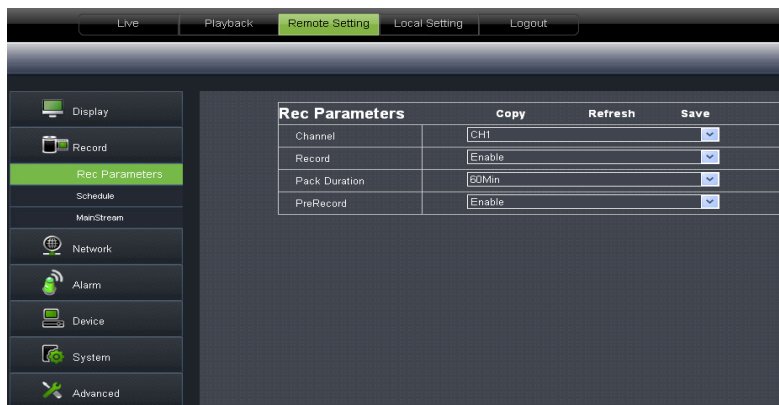 Live Playback Remote Setting Local Setting Logout
Display
Record
Rec Parameters
Schedule
MainStream
Network
Alarm
Device
System
Advanced
Rec Parameters Copy Refresh Save
Channel CH1
Record Enable
Pack Duration 60Min
PreRecord Enable